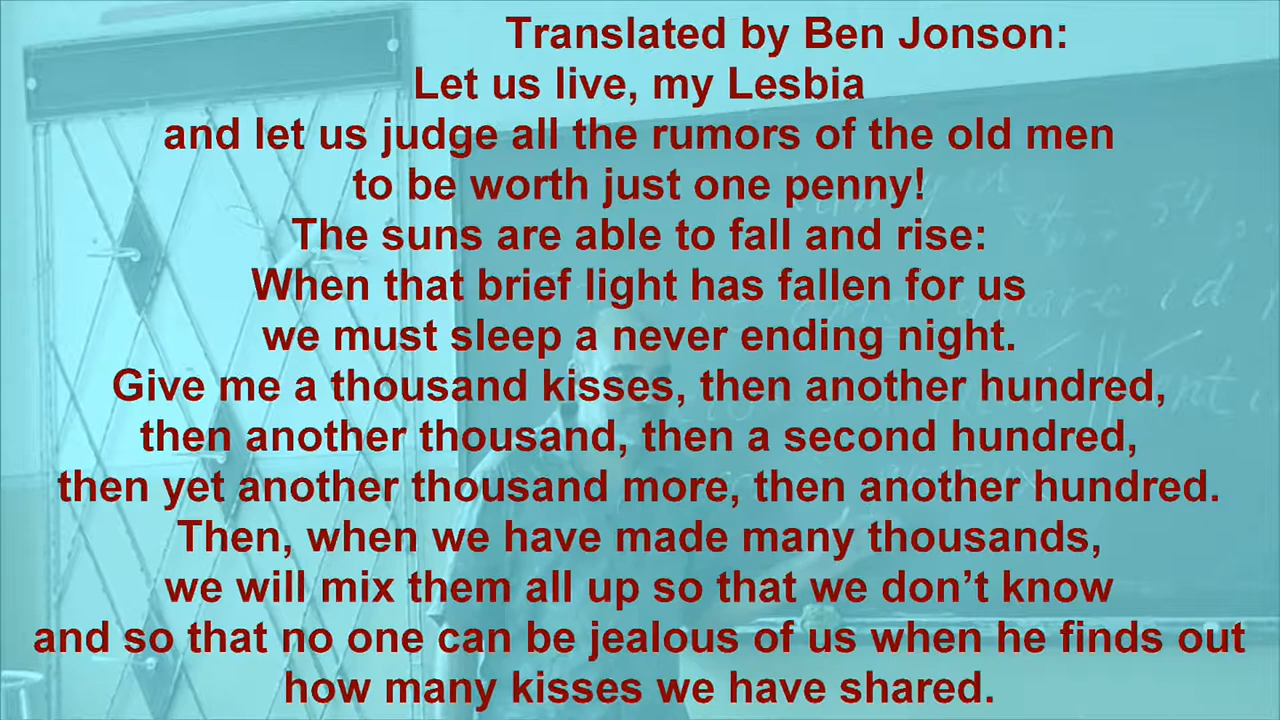 Translated by Ben Jonson:
Let us live, my Lesbia
and let us judge all the rumors of the old men
to be worth just one penny!
The suns are able to fall and rise:
When that brief light has fallen for us
we must sleep a never ending night.
Give me a thousand kisses, then another hundred,
then another thousand, then a second hundred,
then yet another thousand more, then another hundred.
Then, when we have made many thousands,
we will mix them all up so that we don’t know
and so that no one can be jealous of us when he finds out
how many kisses we have shared.